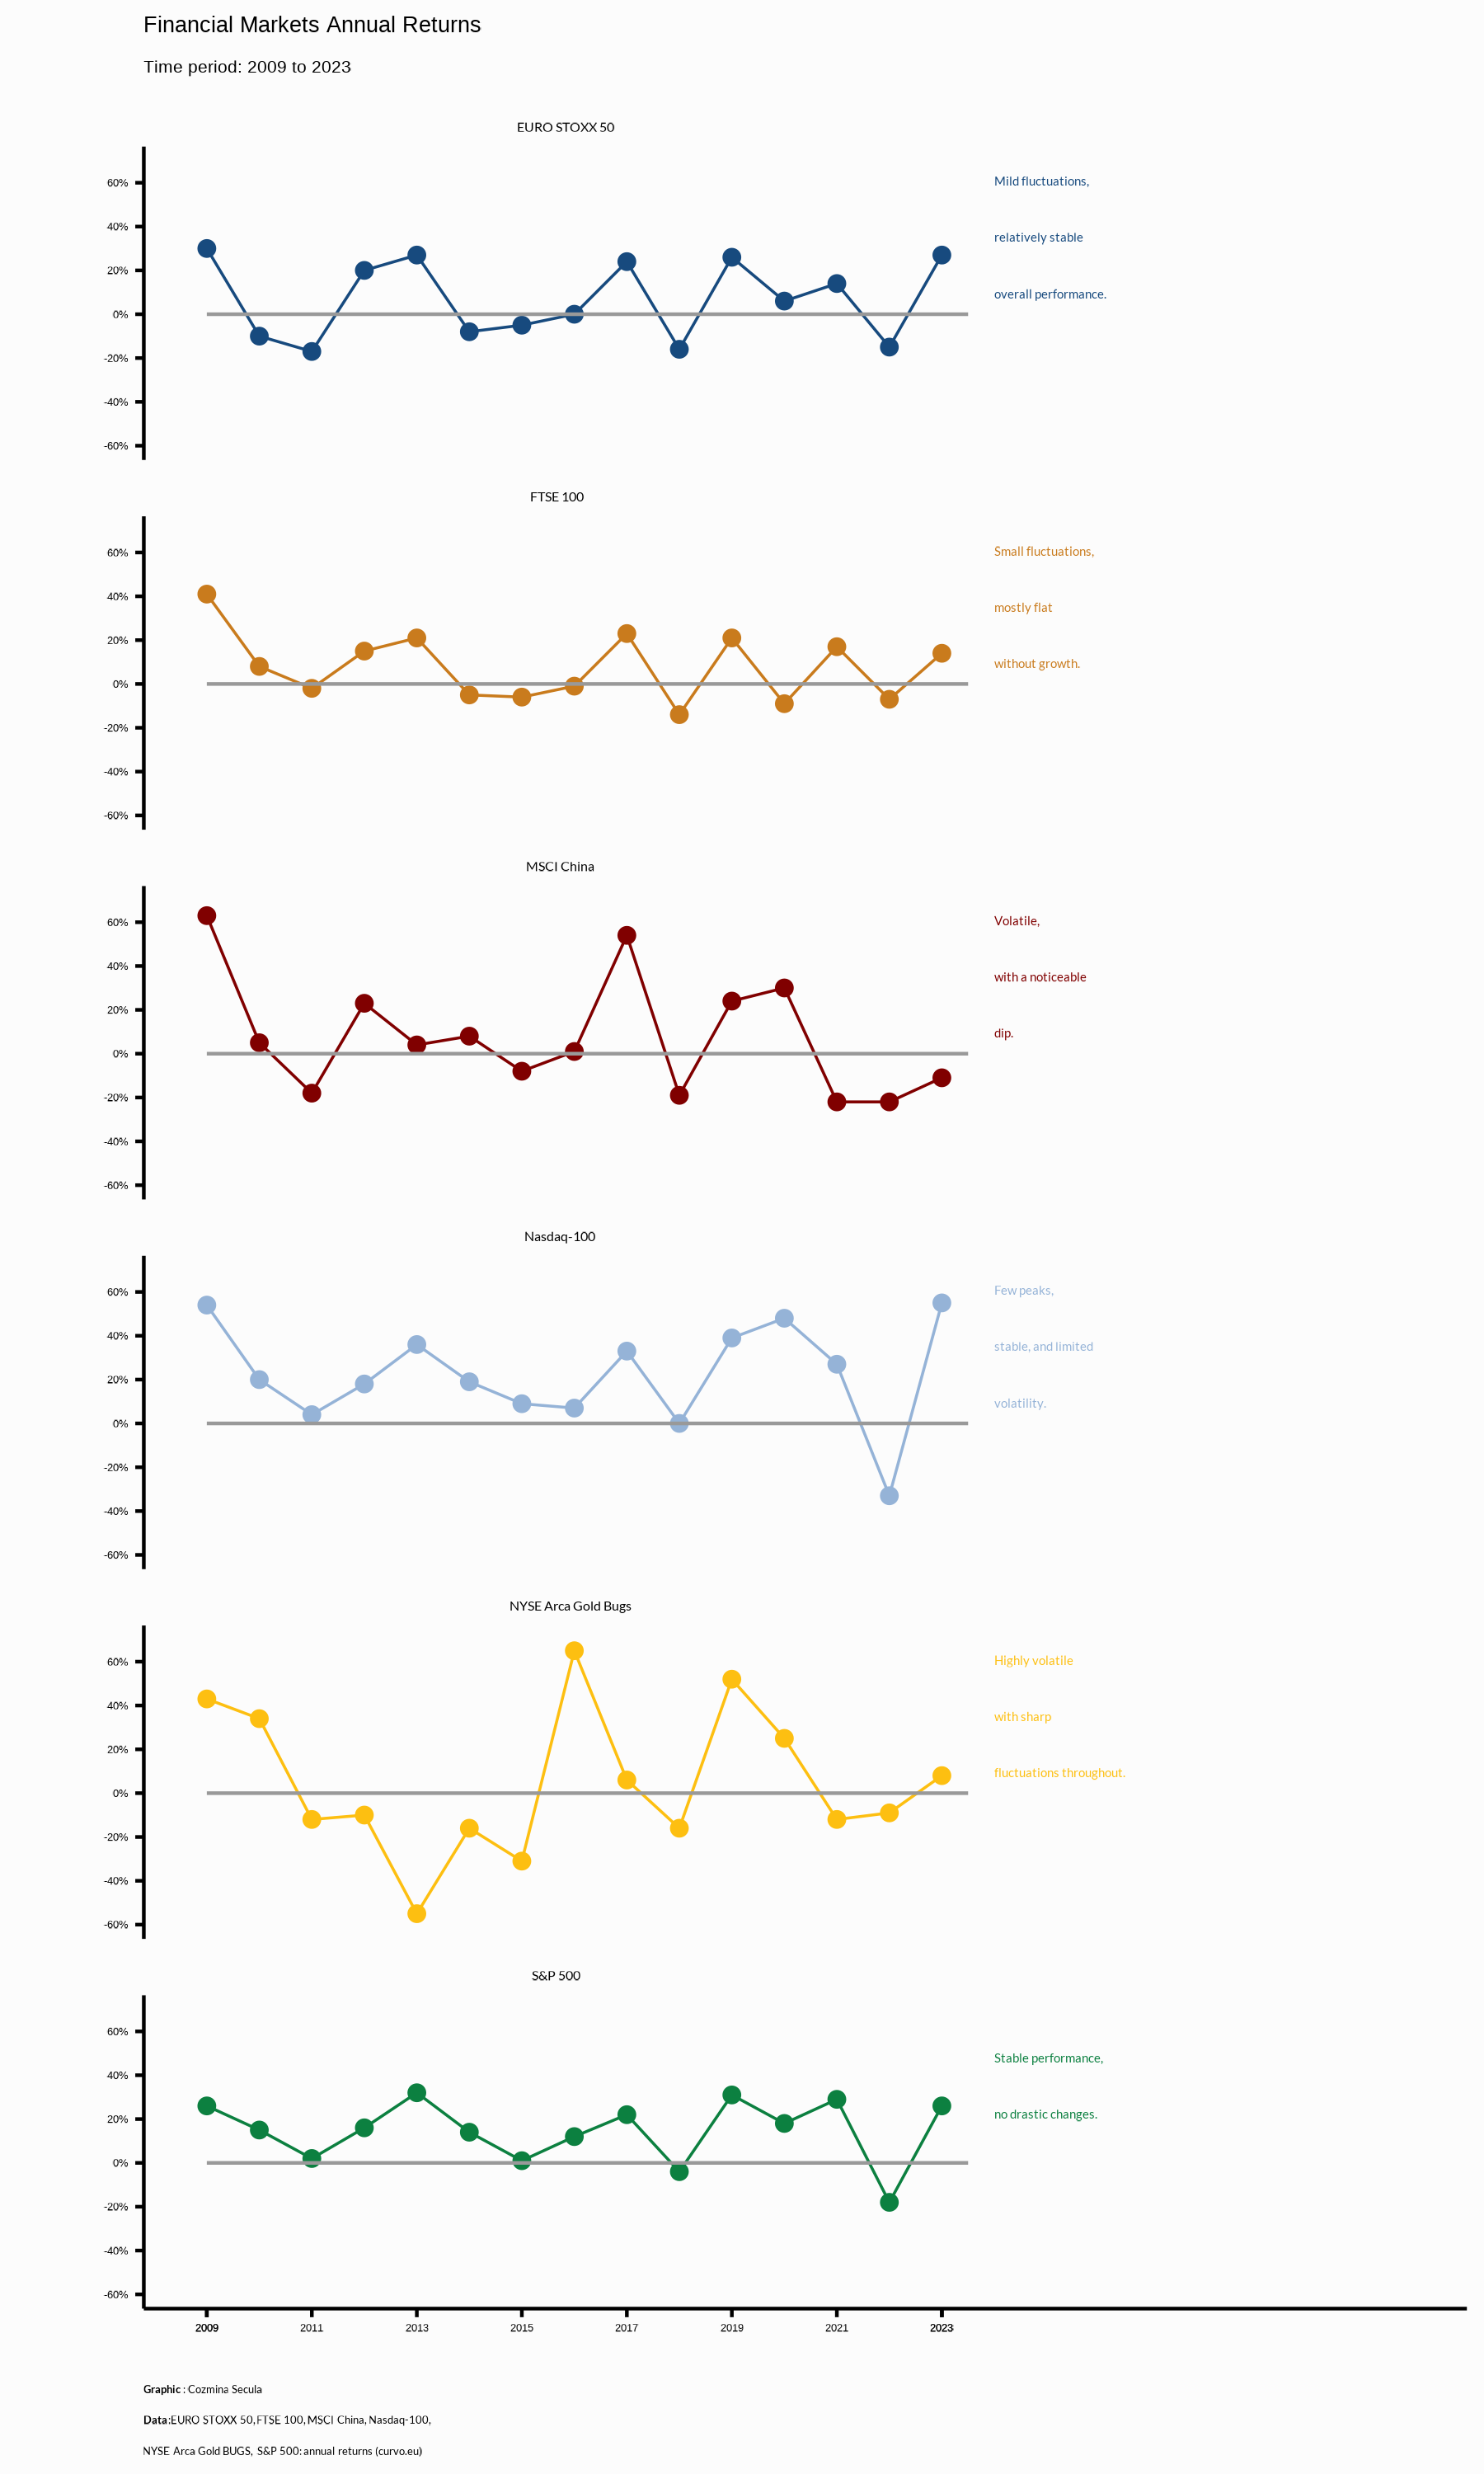 Financial Markets Annual Returns
Time period: 2009 to 2023
EURO STOXX 50
60%
40%
20%
0%
-20%
-40%
-60%
Mild fluctuations,
relatively stable
overall performance.
FTSE 100
60%
40%
20%
0%
-20%
-40%
-60%
Small fluctuations,
mostly flat
without growth.
MSCI China
60%
40%
20%
0%
-20%
-40%
-60%
Volatile,
with a noticeable
dip.
Nasdaq-100
60%
40%
20%
0%
-20%
-40%
-60%
Few peaks,
stable, and limited
volatility.
NYSE Arca Gold Bugs
60%
40%
20%
0%
-20%
-40%
-60%
Highly volatile
with sharp
fluctuations throughout.
S&P 500
60%
40%
20%
0%
-20%
-40%
-60%
Stable performance,
no drastic changes.
2009 2011 2013 2015 2017 2019 2021 2023
Graphic : Cozmina Secula
Data:EURO STOXX 50, FTSE 100, MSCI China, Nasdaq-100,
NYSE Arca Gold BUGS, S&P 500: annual returns (curvo.eu)